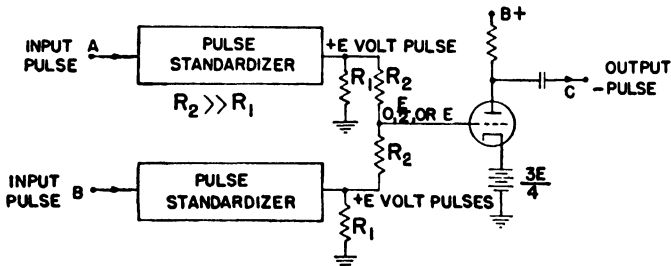 INPUT PULSE A
PULSE STANDARDIZER
+E VOLT PULSE
R₂ >> R₁
R₁
R₂
0, E/2, OR E
B+
OUTPUT
C
-PULSE
3E/4
R₂
INPUT PULSE B
PULSE STANDARDIZER
+E VOLT PULSES
R₁